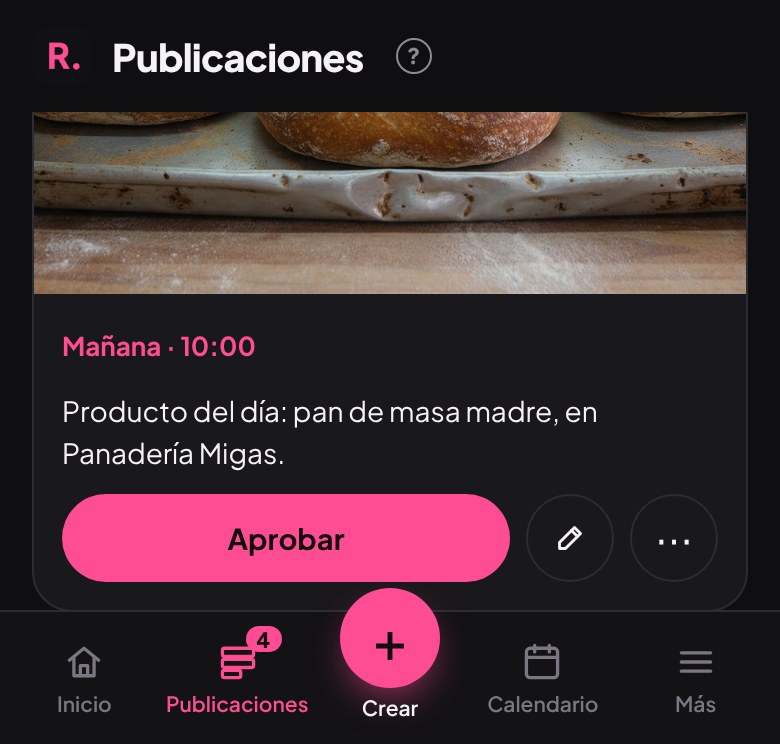 R. Publicaciones ?
Mañana · 10:00
Producto del día: pan de masa madre, en
Panadería Migas.
Aprobar
...
4
+
Inicio
Publicaciones
Crear
Calendario
Más